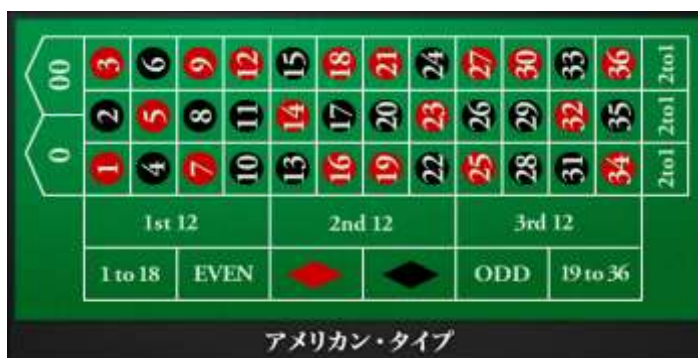 00 3 6 9 12 15 18 21 24 27 30 33 36 2to1
2 5 8 11 14 17 20 23 26 29 32 35 2to1
0 1 4 7 10 13 16 19 22 25 28 31 34 2to1
1st 12 2nd 12 3rd 12
1 to 18 EVEN ODD 19 to 36
アメリカン・タイプ